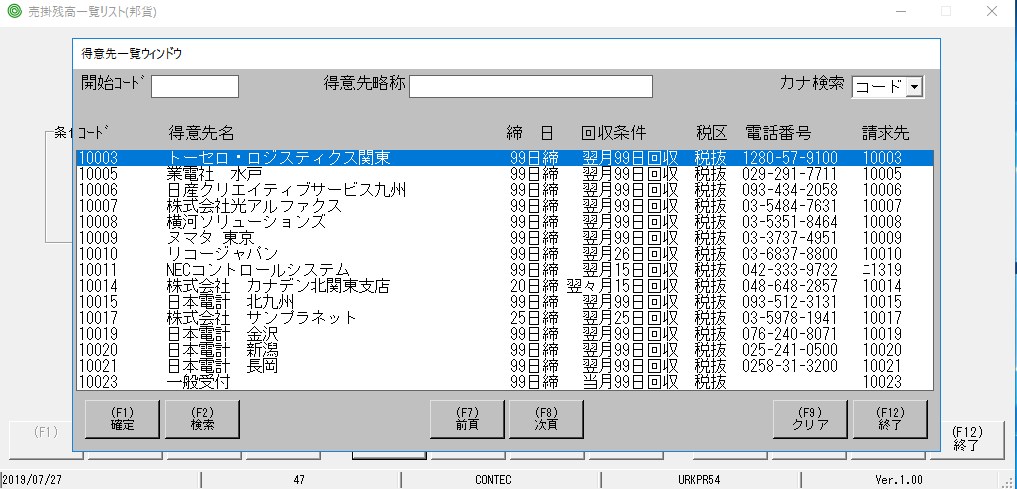 売掛残高一覧リスト(邦貨)
得意先一覧ウィンドウ
開始コード 得意先略称 カナ検索 コード
条
コード 得意先名 締 日 回収条件 税区 電話番号 請求先
10003 トーセロ・ロジスティクス関東 99日締 翌月99日回収 税抜 1280-57-9100 10003
10005 業電社 水戸 99日締 翌月99日回収 税抜 029-291-7711 10005
10006 日産クリエイティブサービス九州 99日締 翌月99日回収 税抜 093-434-2058 10006
10007 株式会社光アルファクス 99日締 翌月99日回収 税抜 03-5484-7631 10007
10008 横河ソリューションズ 99日締 翌月99日回収 税抜 03-5351-8464 10008
10009 ヌマタ 東京 99日締 翌月99日回収 税抜 03-3737-4951 10009
10010 リコージャパン 99日締 翌月26日回収 税抜 03-6837-8800 10010
10011 NECコントロールシステム 99日締 翌月15日回収 税抜 042-333-9732 ﾆ1319
10014 株式会社 カナデン北関東支店 20日締 翌々月15日回収 税抜 048-648-2857 10014
10015 日本電計 北九州 99日締 翌月99日回収 税抜 093-512-3131 10015
10017 株式会社 サンプラネット 25日締 翌月25日回収 税抜 03-5978-1941 10017
10019 日本電計 金沢 99日締 翌月99日回収 税抜 076-240-8071 10019
10020 日本電計 新潟 99日締 翌月99日回収 税抜 025-241-0500 10020
10021 日本電計 長岡 99日締 翌月99日回収 税抜 0258-31-3200 10021
10023 一般受付 99日締 当月99日回収 税抜 10023
(F1) (F2) (F7) (F8) (F9) (F12)
確定 検索 前頁 次頁 クリア 終了
(F1) (F12)
終了
2019/07/27 47 CONTEC URKPR54 Ver.1.00